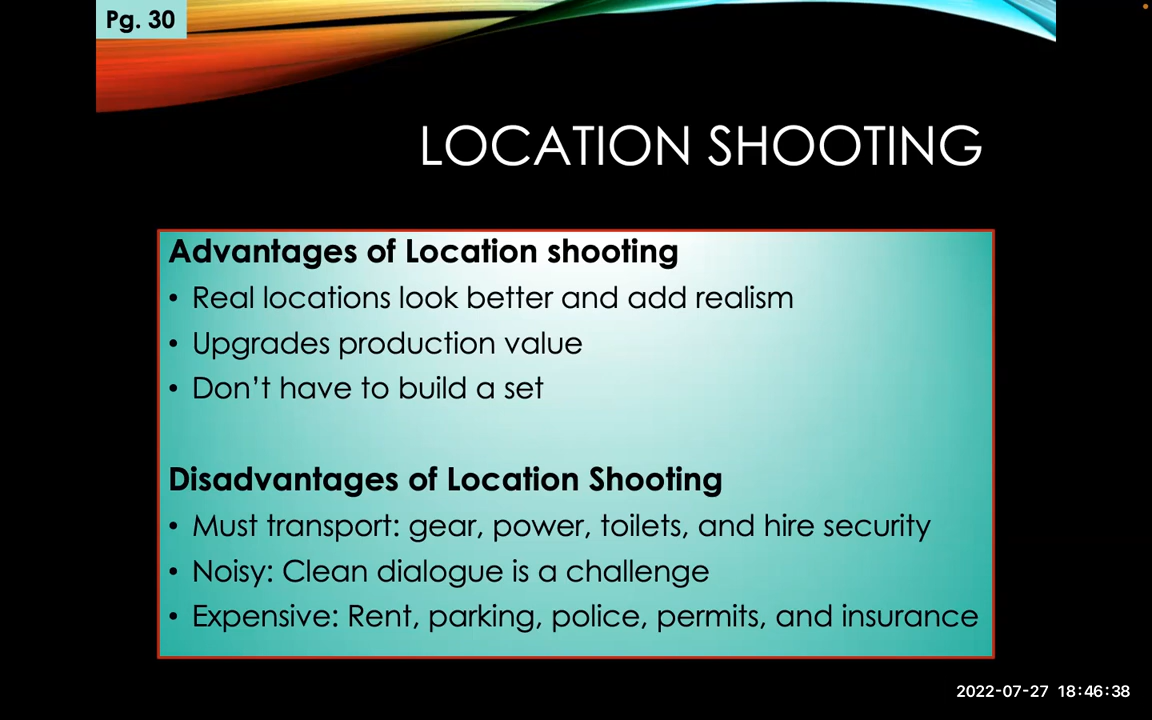 Pg. 30
LOCATION SHOOTING
Advantages of Location shooting
• Real locations look better and add realism
• Upgrades production value
• Don’t have to build a set
Disadvantages of Location Shooting
• Must transport: gear, power, toilets, and hire security
• Noisy: Clean dialogue is a challenge
• Expensive: Rent, parking, police, permits, and insurance
2022-07-27 18:46:38